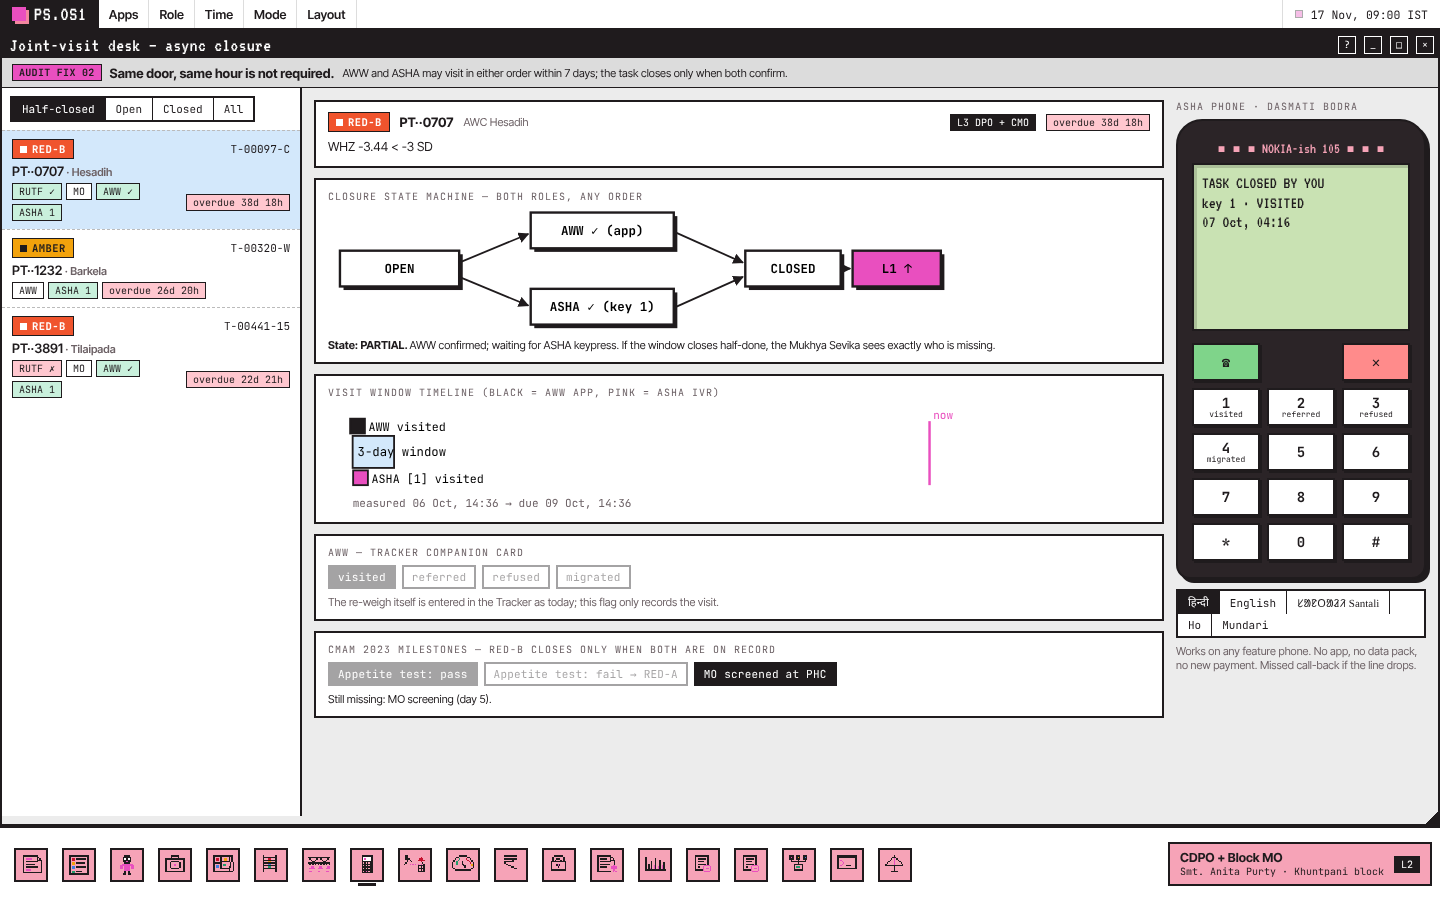 PS.OS1
Apps
Role
Time
Mode
Layout
17 Nov, 09:00 IST
Joint-visit desk — async closure
?
_
□
×
AUDIT FIX 02
Same door, same hour is not required.
AWW and ASHA may visit in either order within 7 days; the task closes only when both confirm.
Half-closed
Open
Closed
All
RED-B
T-00097-C
PT··0707 · Hesadih
RUTF ✓
MO
AWW ✓
ASHA 1
overdue 38d 18h
AMBER
T-00320-W
PT··1232 · Barkela
AWW
ASHA 1
overdue 26d 20h
RED-B
T-00441-15
PT··3891 · Tilaipada
RUTF ✗
MO
AWW ✓
ASHA 1
overdue 22d 21h
RED-B
PT··0707
AWC Hesadih
L3 DPO + CMO
overdue 38d 18h
WHZ -3.44 < -3 SD
CLOSURE STATE MACHINE — BOTH ROLES, ANY ORDER
OPEN
AWW ✓ (app)
ASHA ✓ (key 1)
CLOSED
L1 ↑
State: PARTIAL. AWW confirmed; waiting for ASHA keypress. If the window closes half-done, the Mukhya Sevika sees exactly who is missing.
VISIT WINDOW TIMELINE (BLACK = AWW APP, PINK = ASHA IVR)
now
AWW visited
3-day window
ASHA [1] visited
measured 06 Oct, 14:36 → due 09 Oct, 14:36
AWW — TRACKER COMPANION CARD
visited
referred
refused
migrated
The re-weigh itself is entered in the Tracker as today; this flag only records the visit.
CMAM 2023 MILESTONES — RED-B CLOSES ONLY WHEN BOTH ARE ON RECORD
Appetite test: pass
Appetite test: fail → RED-A
MO screened at PHC
Still missing: MO screening (day 5).
ASHA PHONE · DASMATI BODRA
■ ■ ■ NOKIA-ish 105 ■ ■ ■
TASK CLOSED BY YOU
key 1 · VISITED
07 Oct, 04:16
☎
×
1
visited
2
referred
3
refused
4
migrated
5
6
7
8
9
*
0
#
हिन्दी
English
Santali
Ho
Mundari
Works on any feature phone. No app, no data pack,
no new payment. Missed call-back if the line drops.
CDPO + Block MO
Smt. Anita Purty · Khuntpani block
L2